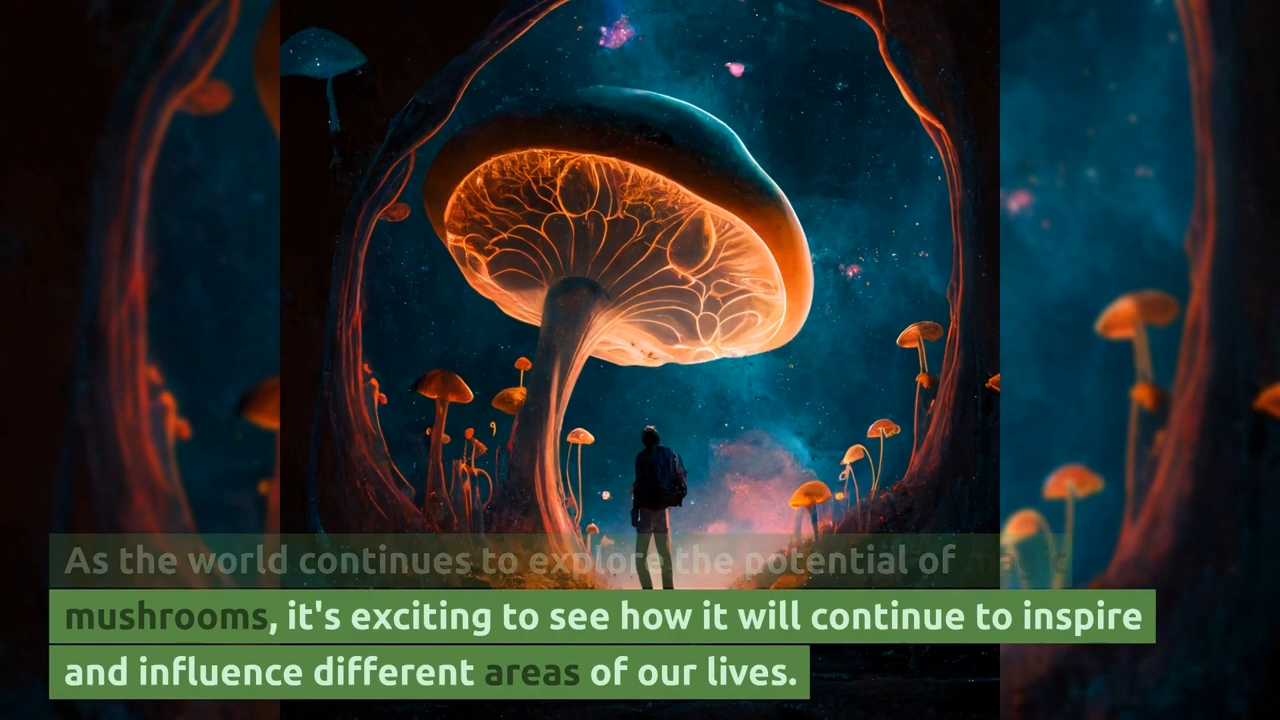 As the world continues to explore the potential of
mushrooms, it's exciting to see how it will continue to inspire
and influence different areas of our lives.